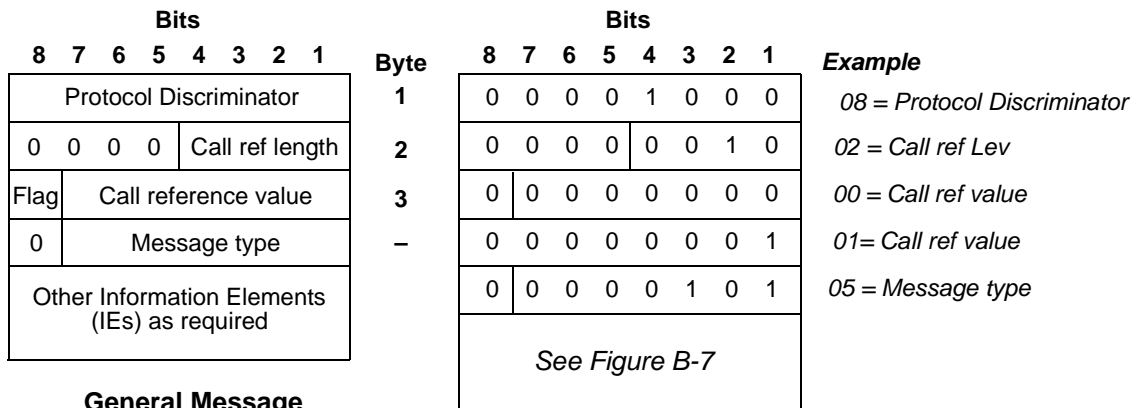 Bits Bits
8 7 6 5 4 3 2 1 Byte 8 7 6 5 4 3 2 1 Example
Protocol Discriminator 1 0 0 0 0 1 0 0 0 08 = Protocol Discriminator
0 0 0 0 Call ref length 2 0 0 0 0 0 0 1 0 02 = Call ref Lev
Flag Call reference value 3 0 0 0 0 0 0 0 0 00 = Call ref value
0 Message type – 0 0 0 0 0 0 0 1 01= Call ref value
Other Information Elements 0 0 0 0 0 1 0 1 05 = Message type
(IEs) as required
See Figure B-7
General Message